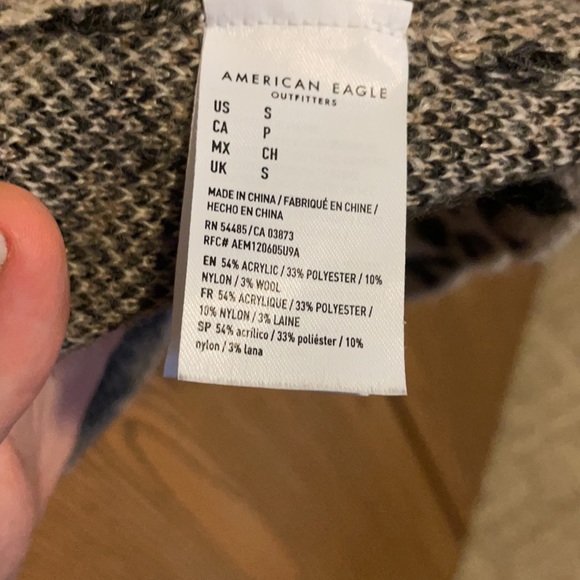 AMERICAN EAGLE
OUTFITTERS
US S
CA P
MX CH
UK S
MADE IN CHINA / FABRIQUÉ EN CHINE /
HECHO EN CHINA
RN 54485 / CA 03873
RFC# AEM120605U9A
EN 54% ACRYLIC / 33% POLYESTER / 10%
NYLON / 3% WOOL
FR 54% ACRYLIQUE / 33% POLYESTER /
10% NYLON / 3% LAINE
SP 54% acrílico / 33% poliéster / 10%
nylon / 3% lana